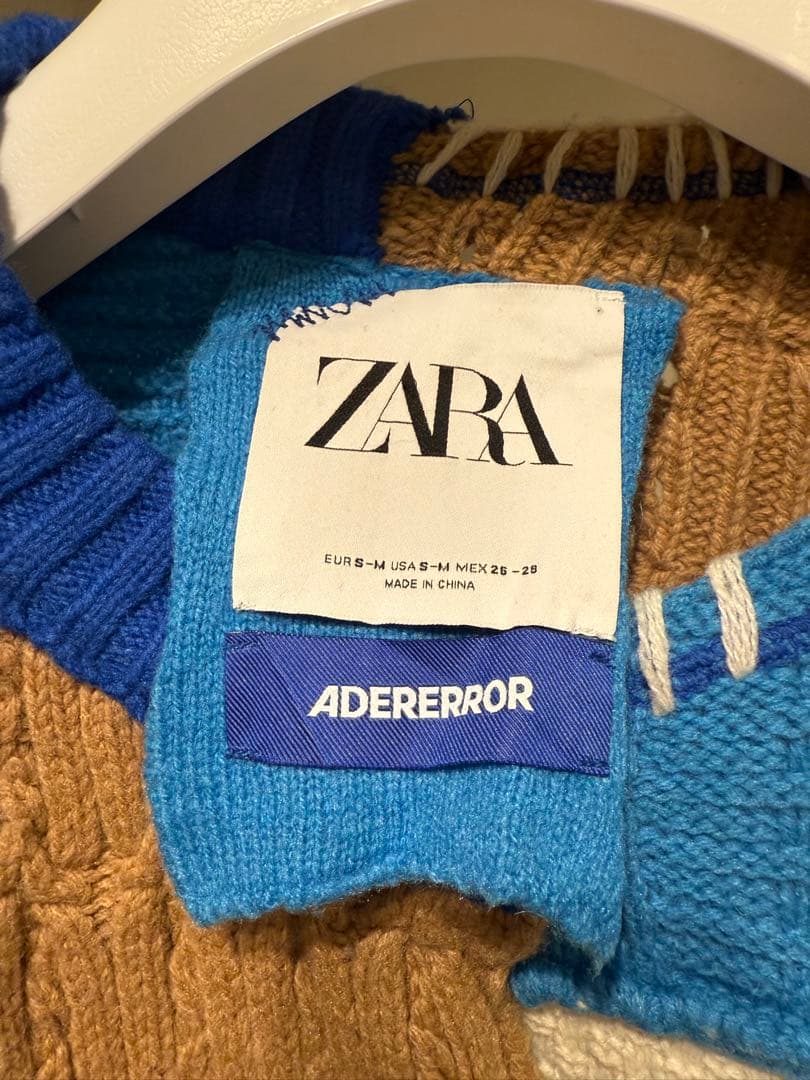 ZARA
EUR S-M USA S-M MEX 26-28
MADE IN CHINA
ADERERROR